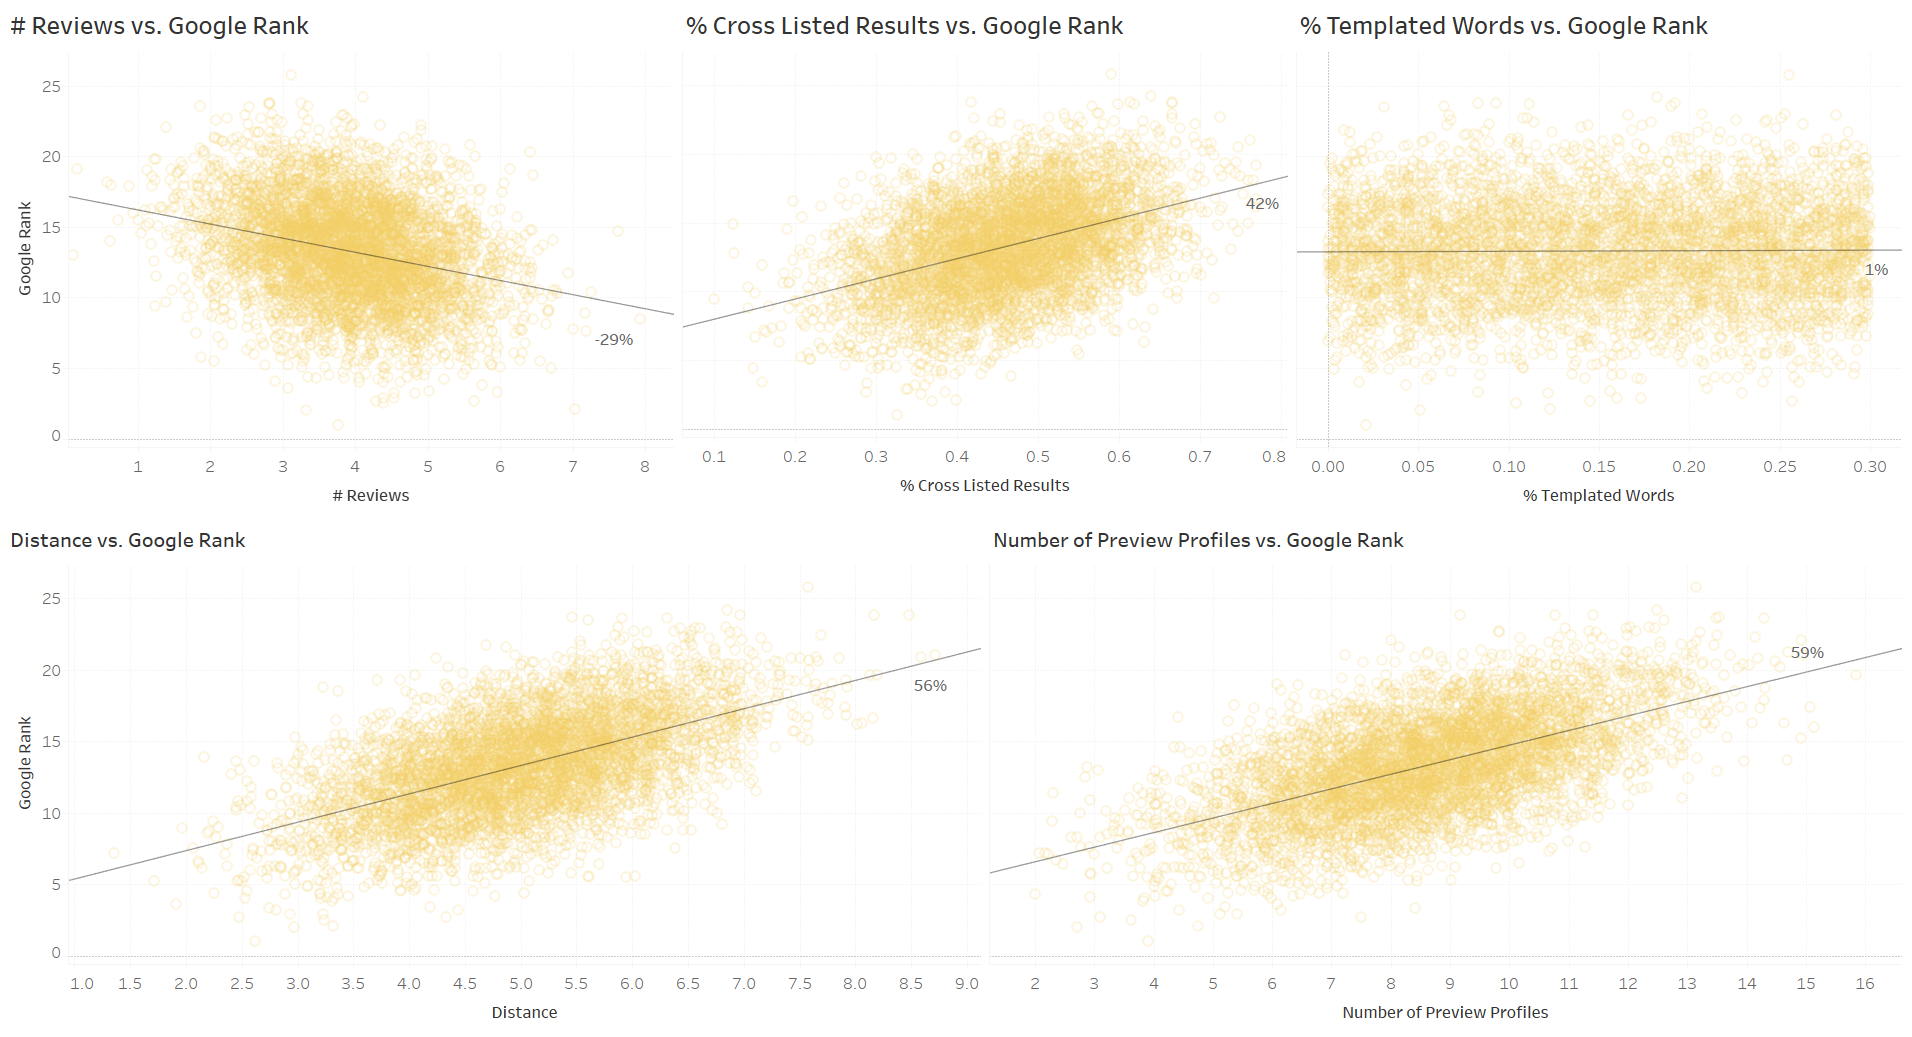 # Reviews vs. Google Rank
% Cross Listed Results vs. Google Rank
% Templated Words vs. Google Rank
Google Rank
25
20
15
10
5
0
-29%
1 2 3 4 5 6 7 8
# Reviews
42%
0.1 0.2 0.3 0.4 0.5 0.6 0.7 0.8
% Cross Listed Results
1%
0.00 0.05 0.10 0.15 0.20 0.25 0.30
% Templated Words
Distance vs. Google Rank
Number of Preview Profiles vs. Google Rank
Google Rank
25
20
15
10
5
0
56%
1.0 1.5 2.0 2.5 3.0 3.5 4.0 4.5 5.0 5.5 6.0 6.5 7.0 7.5 8.0 8.5 9.0
Distance
59%
2 3 4 5 6 7 8 9 10 11 12 13 14 15 16
Number of Preview Profiles